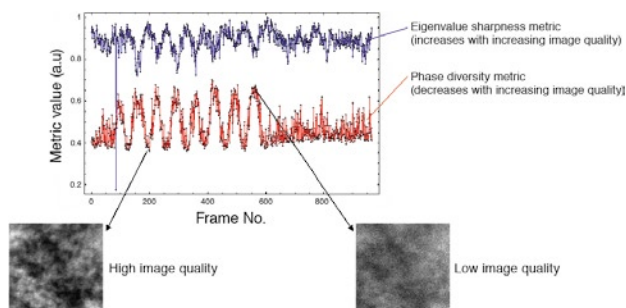 1
0.8
0.6
0.4
0.2
Metric value (a.u)
0
200
400
600
800
Frame No.
Eigenvalue sharpness metric
(increases with increasing image quality)
Phase diversity metric
(decreases with increasing image quality)
High image quality
Low image quality